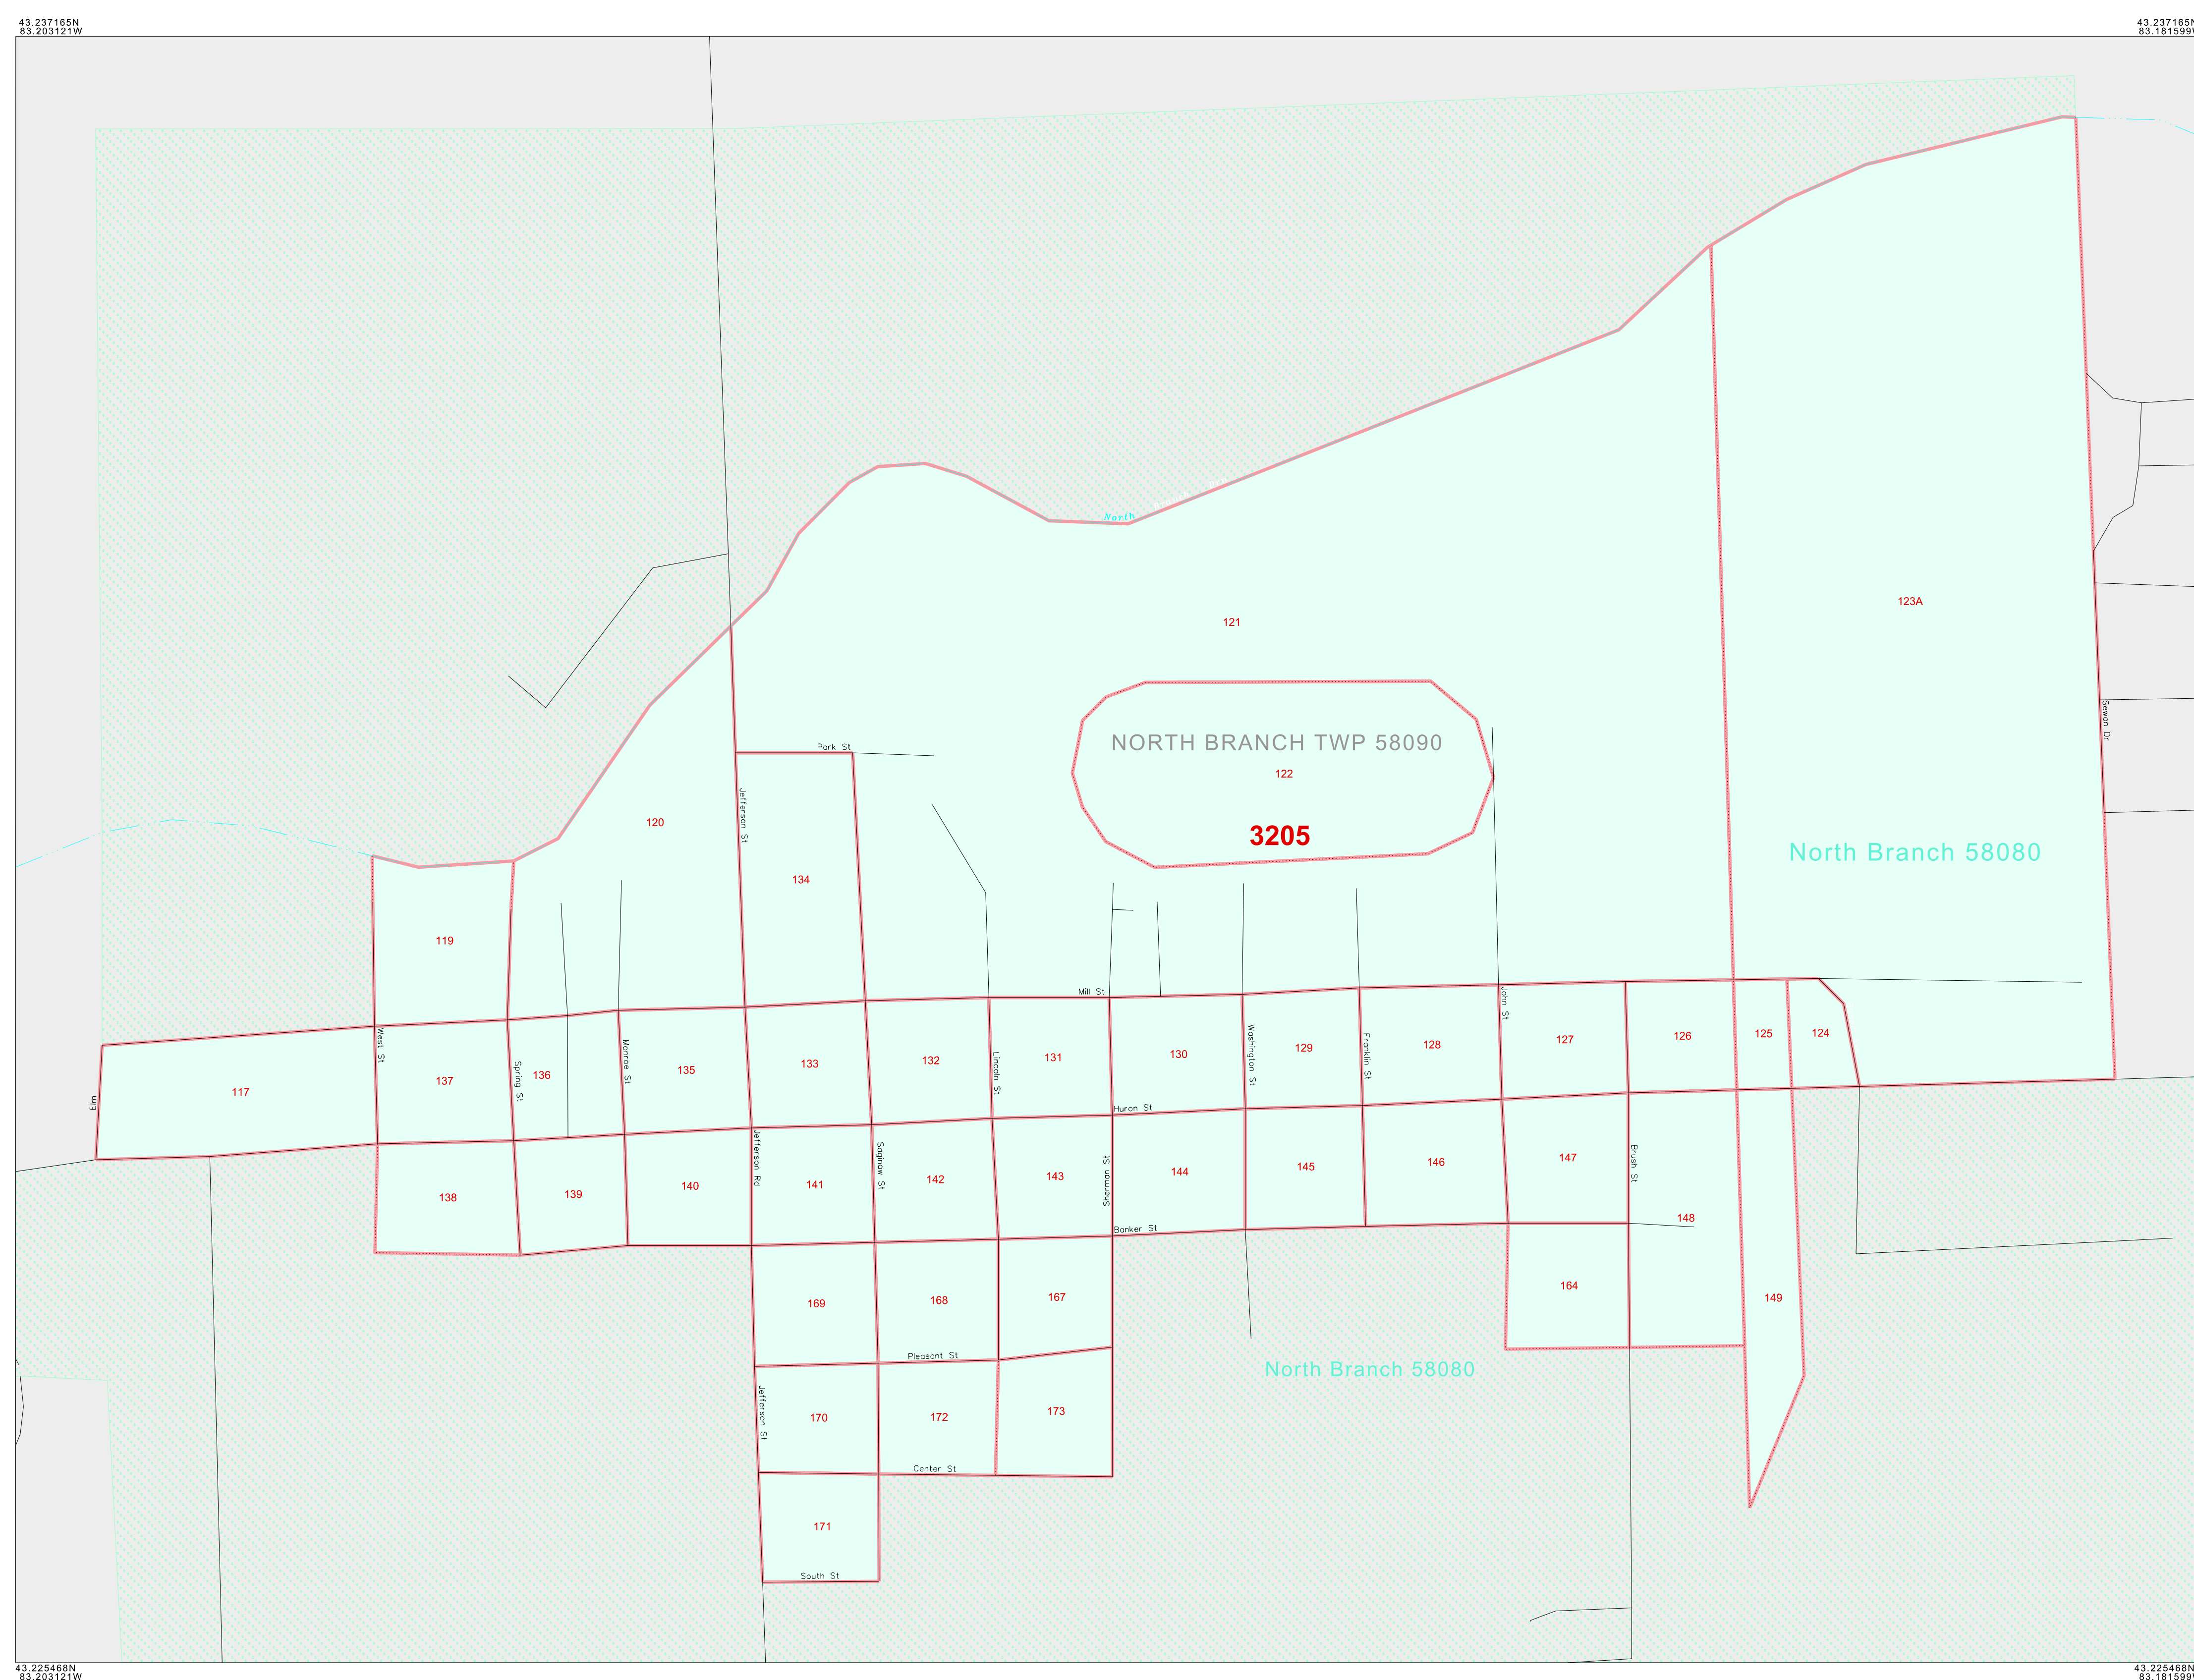 43.237165N
83.203121W
43.237165N
83.181599W
North
121
123A
Sewan Dr
NORTH BRANCH TWP 58090
Park St
122
Jefferson St
120
3205
North Branch 58080
134
119
Mill St
John St
West St
Spring St
Monroe St
Lincoln St
Washington St
Franklin St
117
137
136
135
133
132
131
130
129
128
127
126
125
124
Elm
Huron St
Jefferson Rd
Saginaw St
Sherman St
Brush St
138
139
140
141
142
143
144
145
146
147
148
Banker St
169
168
167
164
149
Pleasant St
North Branch 58080
Jefferson St
170
172
173
Center St
171
South St
43.225468N
83.203121W
43.225468N
83.181599W